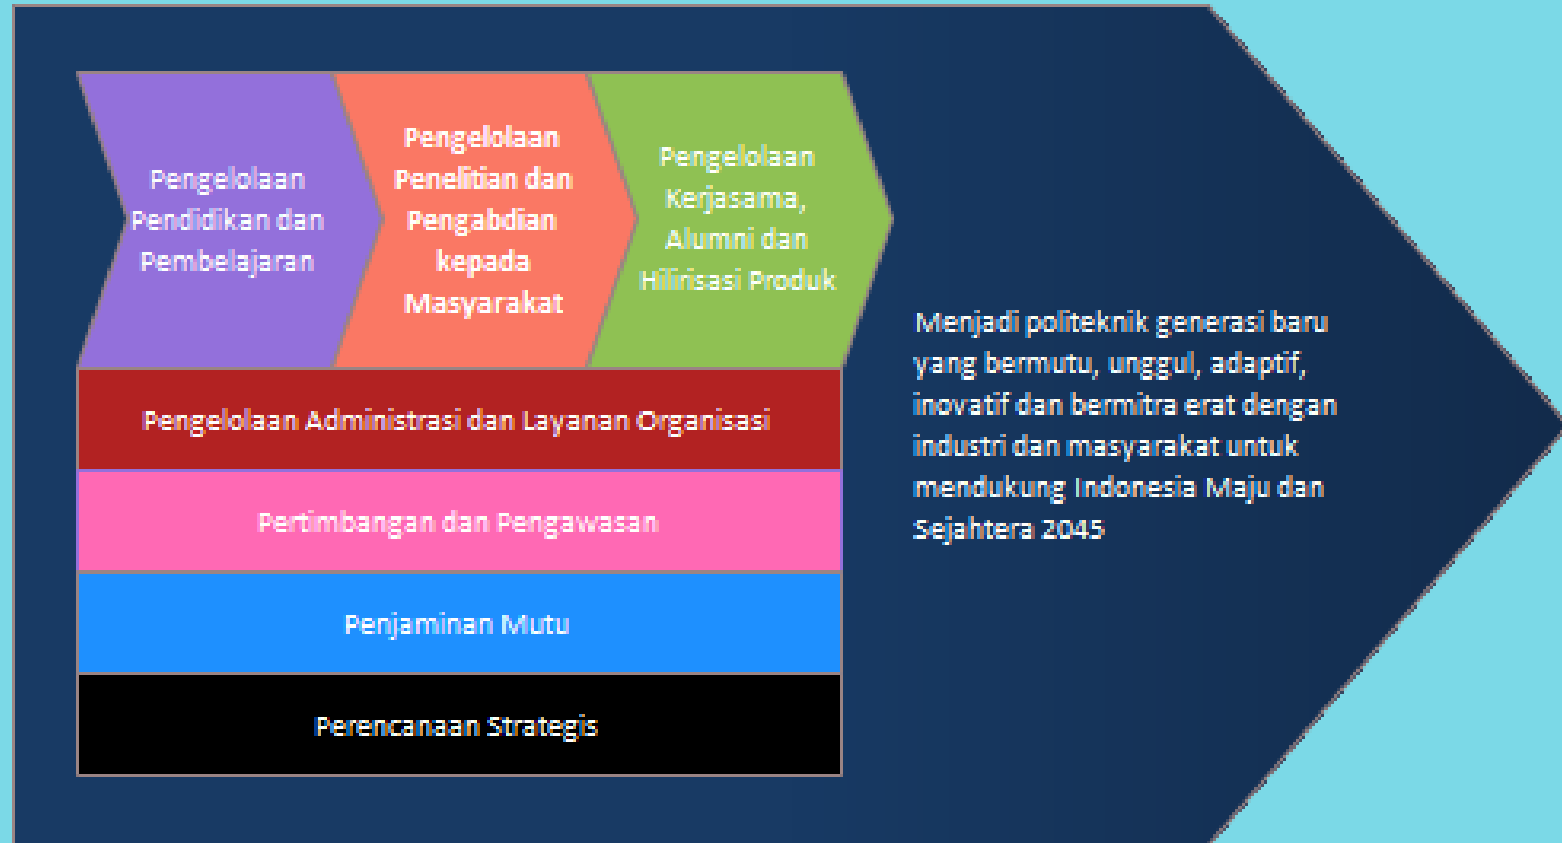 Pengelolaan
Pendidikan dan
Pembelajaran
Pengelolaan
Penelitian dan
Pengabdian
kepada
Masyarakat
Pengelolaan
Kerjasama,
Alumni dan
Hilirisasi Produk
Pengelolaan Administrasi dan Layanan Organisasi
Pertimbangan dan Pengawasan
Penjaminan Mutu
Perencanaan Strategis
Menjadi politeknik generasi baru
yang bermutu, unggul, adaptif,
inovatif dan bermitra erat dengan
industri dan masyarakat untuk
mendukung Indonesia Maju dan
Sejahtera 2045